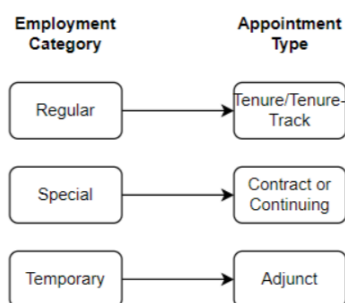 Employment
Category
Appointment
Type
Regular
Tenure/Tenure-
Track
Special
Contract or
Continuing
Temporary
Adjunct